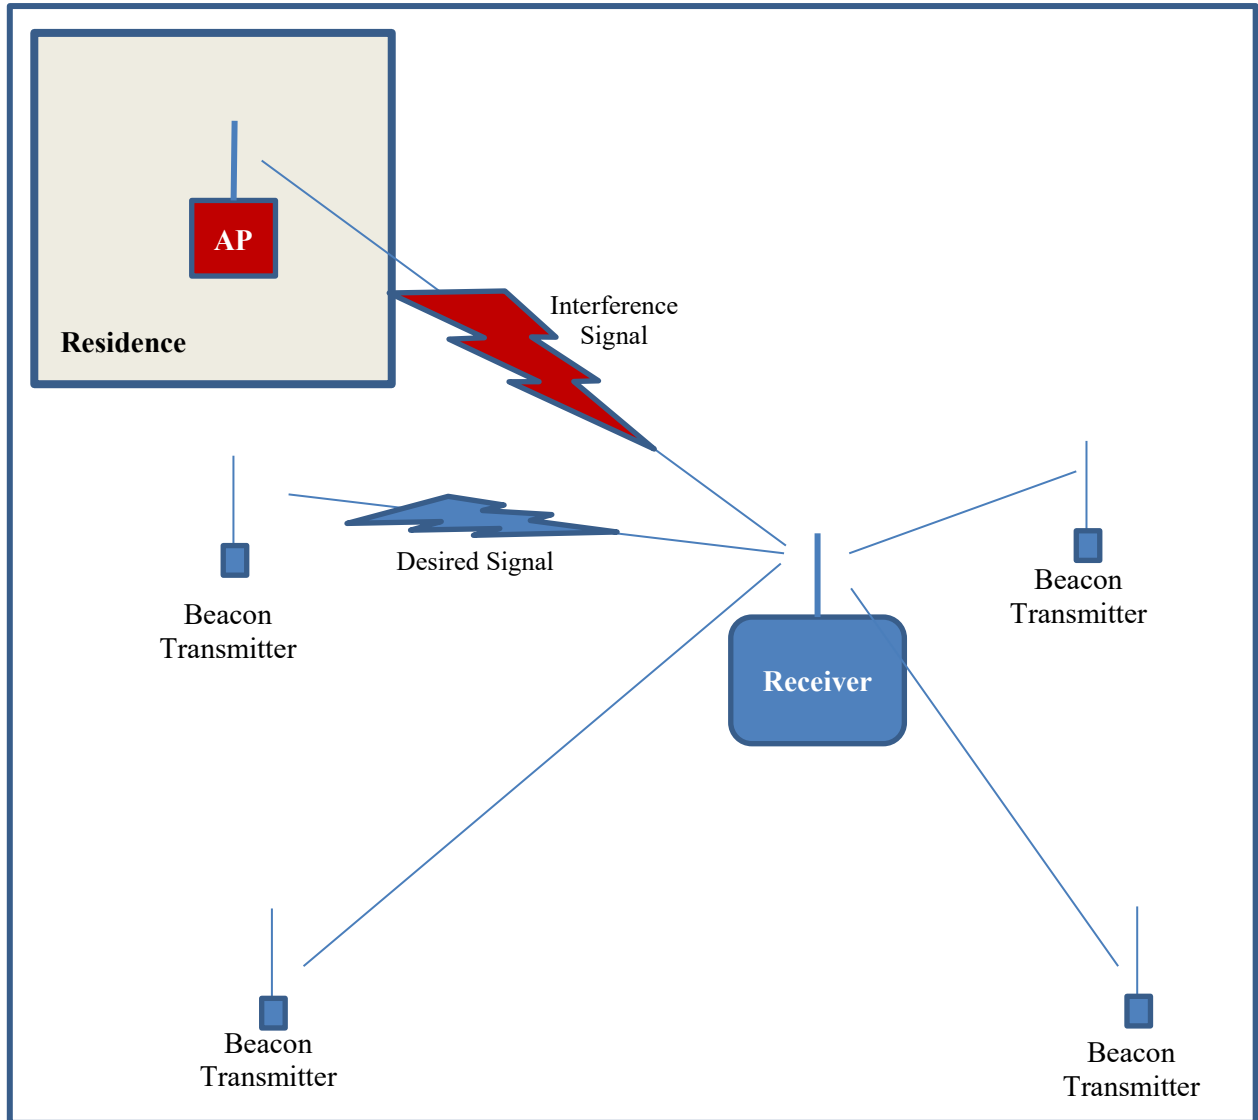 AP
Residence
Interference
Signal
Desired Signal
Beacon
Transmitter
Beacon
Transmitter
Receiver
Beacon
Transmitter
Beacon
Transmitter